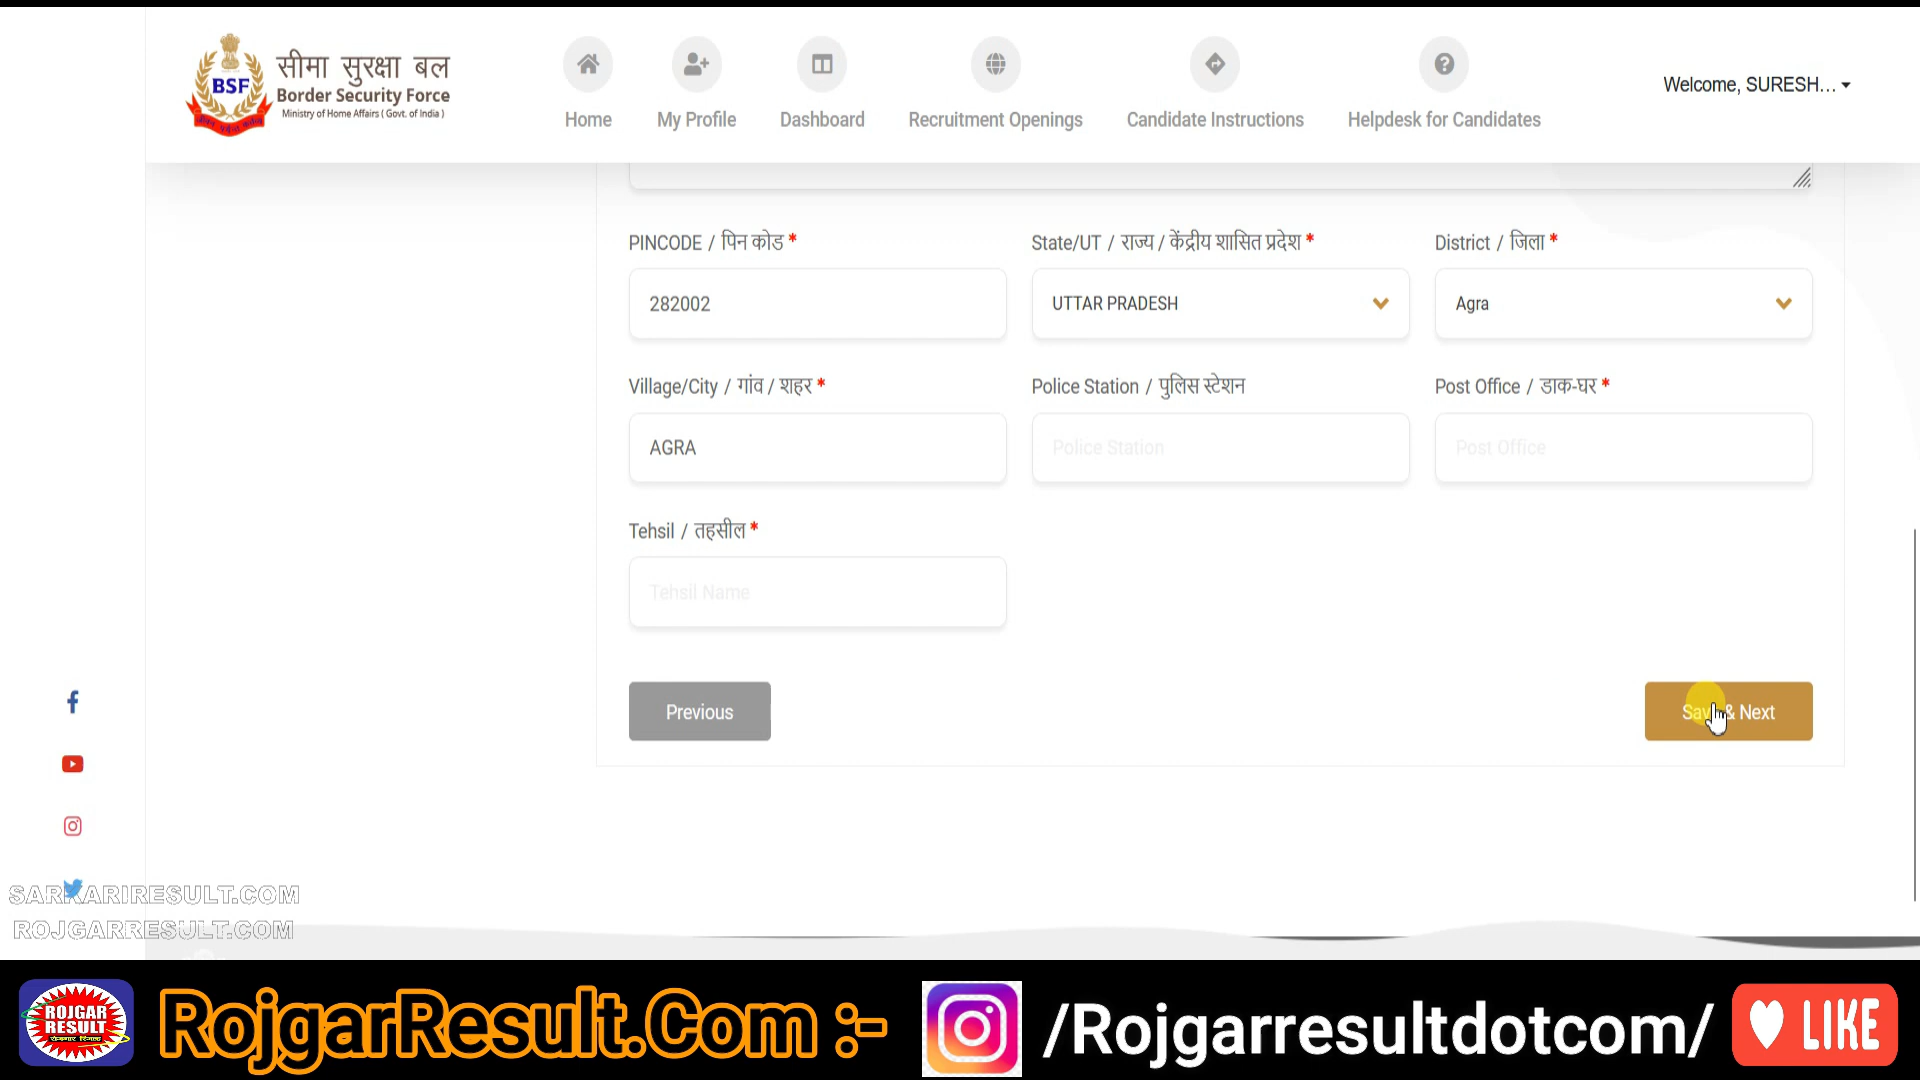 सीमा सुरक्षा बल
BSF
Border Security Force
Ministry of Home Affairs ( Govt. of India )
Home
My Profile
Dashboard
Recruitment Openings
Candidate Instructions
Helpdesk for Candidates
Welcome, SURESH...
PINCODE / पिन कोड *
State/UT / राज्य / केंद्रीय शासित प्रदेश *
District / जिला *
282002
UTTAR PRADESH
Agra
Village/City / गांव / शहर *
Police Station / पुलिस स्टेशन
Post Office / डाक-घर *
AGRA
Police Station
Post Office
Tehsil / तहसील *
Tehsil Name
Previous
Save & Next
SARKARIRESULT.COM
ROJGARRESULT.COM
ROJGAR
RESULT
रोजगार रिजल्ट
RojgarResult.Com :-
/Rojgarresultdotcom/
LIKE